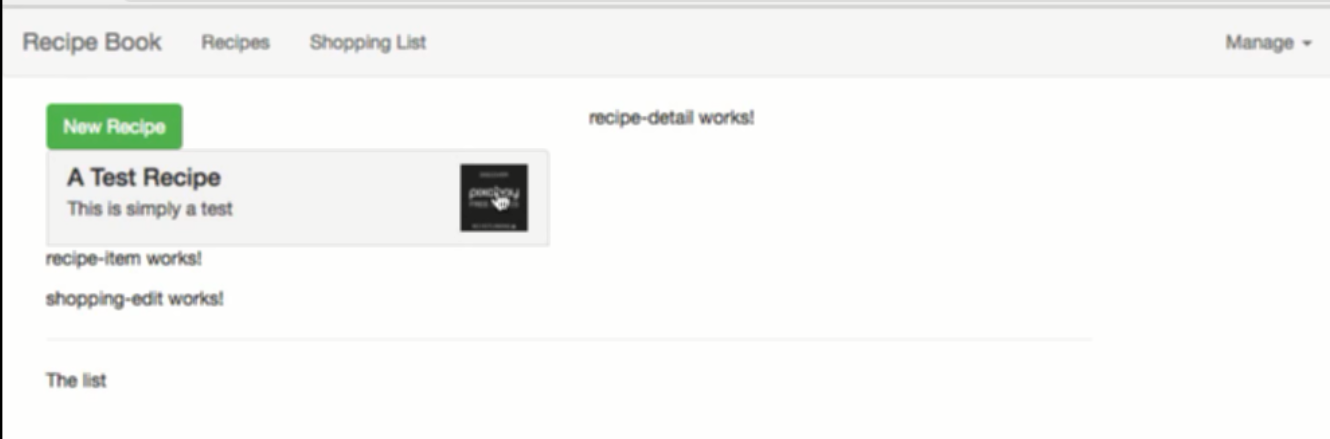 Recipe Book Recipes Shopping List Manage
New Recipe
recipe-detail works!
A Test Recipe
This is simply a test
recipe-item works!
shopping-edit works!
The list